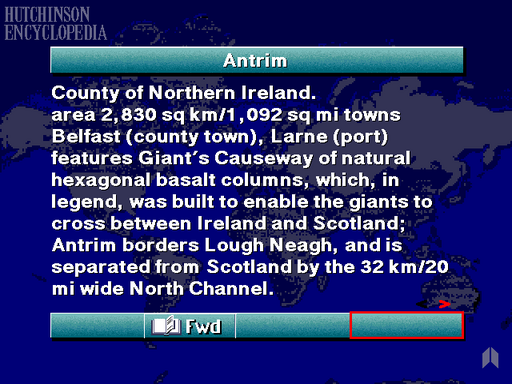 HUTCHINSON
ENCYCLOPEDIA
Antrim
County of Northern Ireland.
area 2,830 sq km/1,092 sq mi towns
Belfast (county town), Larne (port)
features Giant's Causeway of natural
hexagonal basalt columns, which, in
legend, was built to enable the giants to
cross between Ireland and Scotland;
Antrim borders Lough Neagh, and is
separated from Scotland by the 32 km/20
mi wide North Channel.
>
Fwd